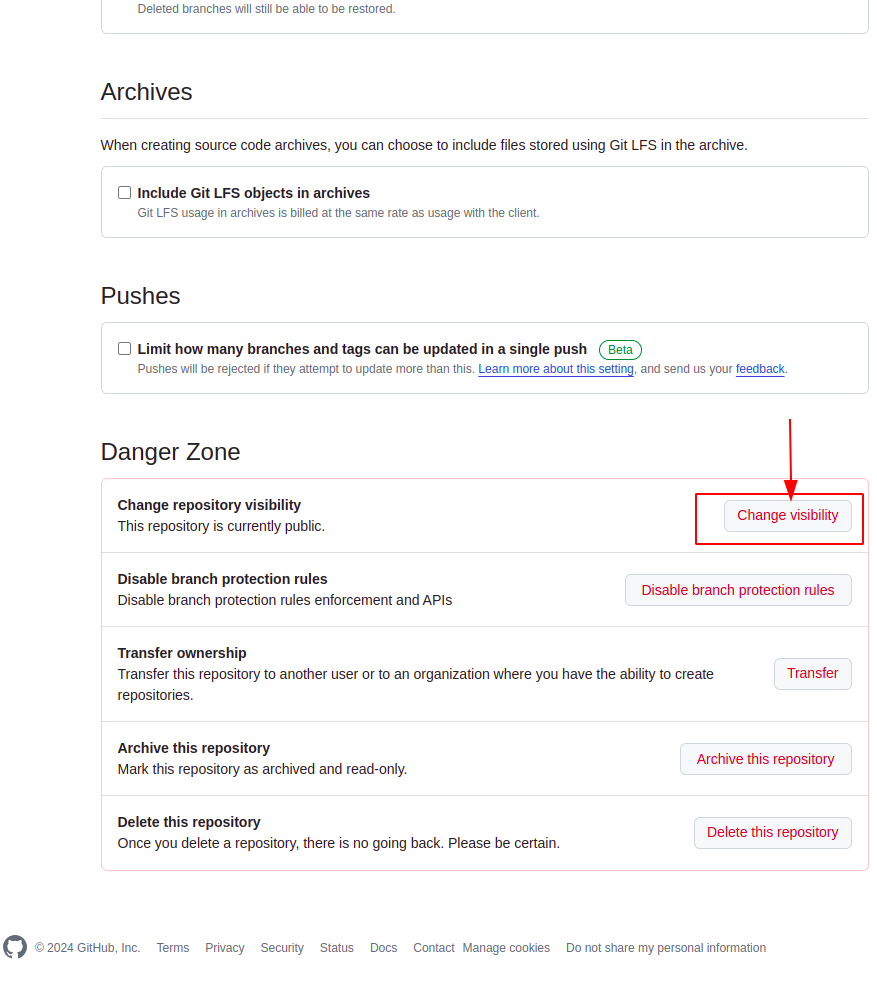 Deleted branches will still be able to be restored.
Archives
When creating source code archives, you can choose to include files stored using Git LFS in the archive.
Include Git LFS objects in archives
Git LFS usage in archives is billed at the same rate as usage with the client.
Pushes
Limit how many branches and tags can be updated in a single push Beta
Pushes will be rejected if they attempt to update more than this. Learn more about this setting, and send us your feedback.
Danger Zone
Change repository visibility
This repository is currently public.
Change visibility
Disable branch protection rules
Disable branch protection rules enforcement and APIs
Disable branch protection rules
Transfer ownership
Transfer this repository to another user or to an organization where you have the ability to create
repositories.
Transfer
Archive this repository
Mark this repository as archived and read-only.
Archive this repository
Delete this repository
Once you delete a repository, there is no going back. Please be certain.
Delete this repository
© 2024 GitHub, Inc. Terms Privacy Security Status Docs Contact Manage cookies Do not share my personal information